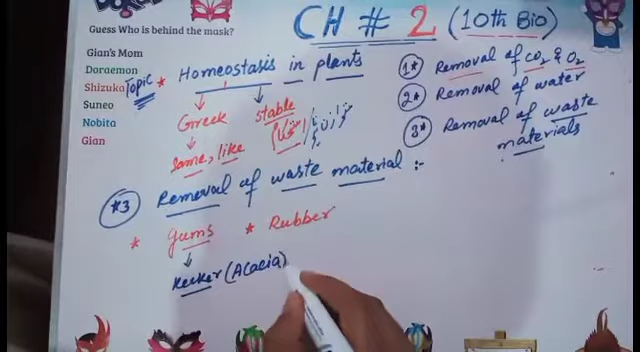 CH # 2 (10th Bio)
Guess Who is behind the mask?
Gian's Mom
Doraemon
Shizuka
Suneo
Nobita
Gian
Topic * Homeostasis in plants
Greek
stable
same, like
استحکام / توازن
1* Removal of CO2 & O2
2* Removal of water
3* Removal of waste
materials
*3 Removal of waste material :-
* gums * Rubber
keeker (Acacia)